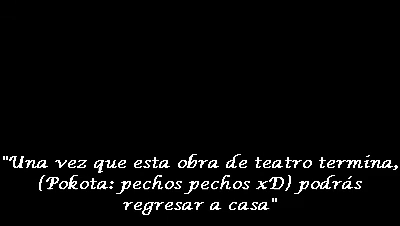 "Una vez que esta obra de teatro termina,
(Pokota: pechos pechos xD) podrás
regresar a casa"